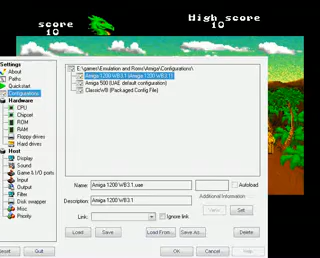 score
10
High score
10
Settings
About
Paths
Quickstart
Configurations
Hardware
CPU
Chipset
ROM
RAM
Floppy drives
Hard drives
Host
Display
Sound
Game & I/O ports
Input
Output
Filter
Disk swapper
Misc
Priority
E:\games\Emulation and Roms\Amiga\Configurations\
Amiga 1200 WB3.1 (Amiga 1200 WB3.1)
Amiga 500 (UAE default configuration)
ClassicWB (Packaged Config File)
Name: Amiga 1200 WB3.1.uae
Autoload
Description: Amiga 1200 WB3.1
Additional Information
Link:
Ignore link
View
Set
Load
Save
Load From...
Save As...
Delete
Reset
Quit
OK
Cancel